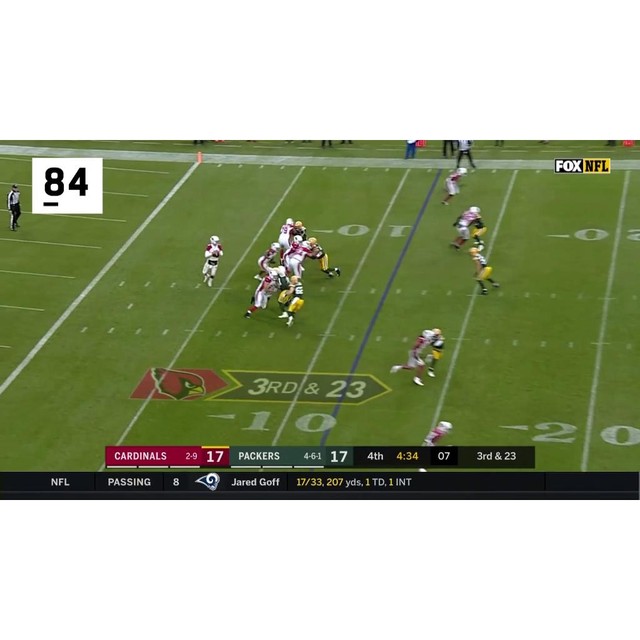 84
FOX NFL
10
20
3RD & 23
10
20
CARDINALS 2-9 17 PACKERS 4-6-1 17 4th 4:34 07 3rd & 23
NFL PASSING 8 Jared Goff 17/33, 207 yds, 1 TD, 1 INT